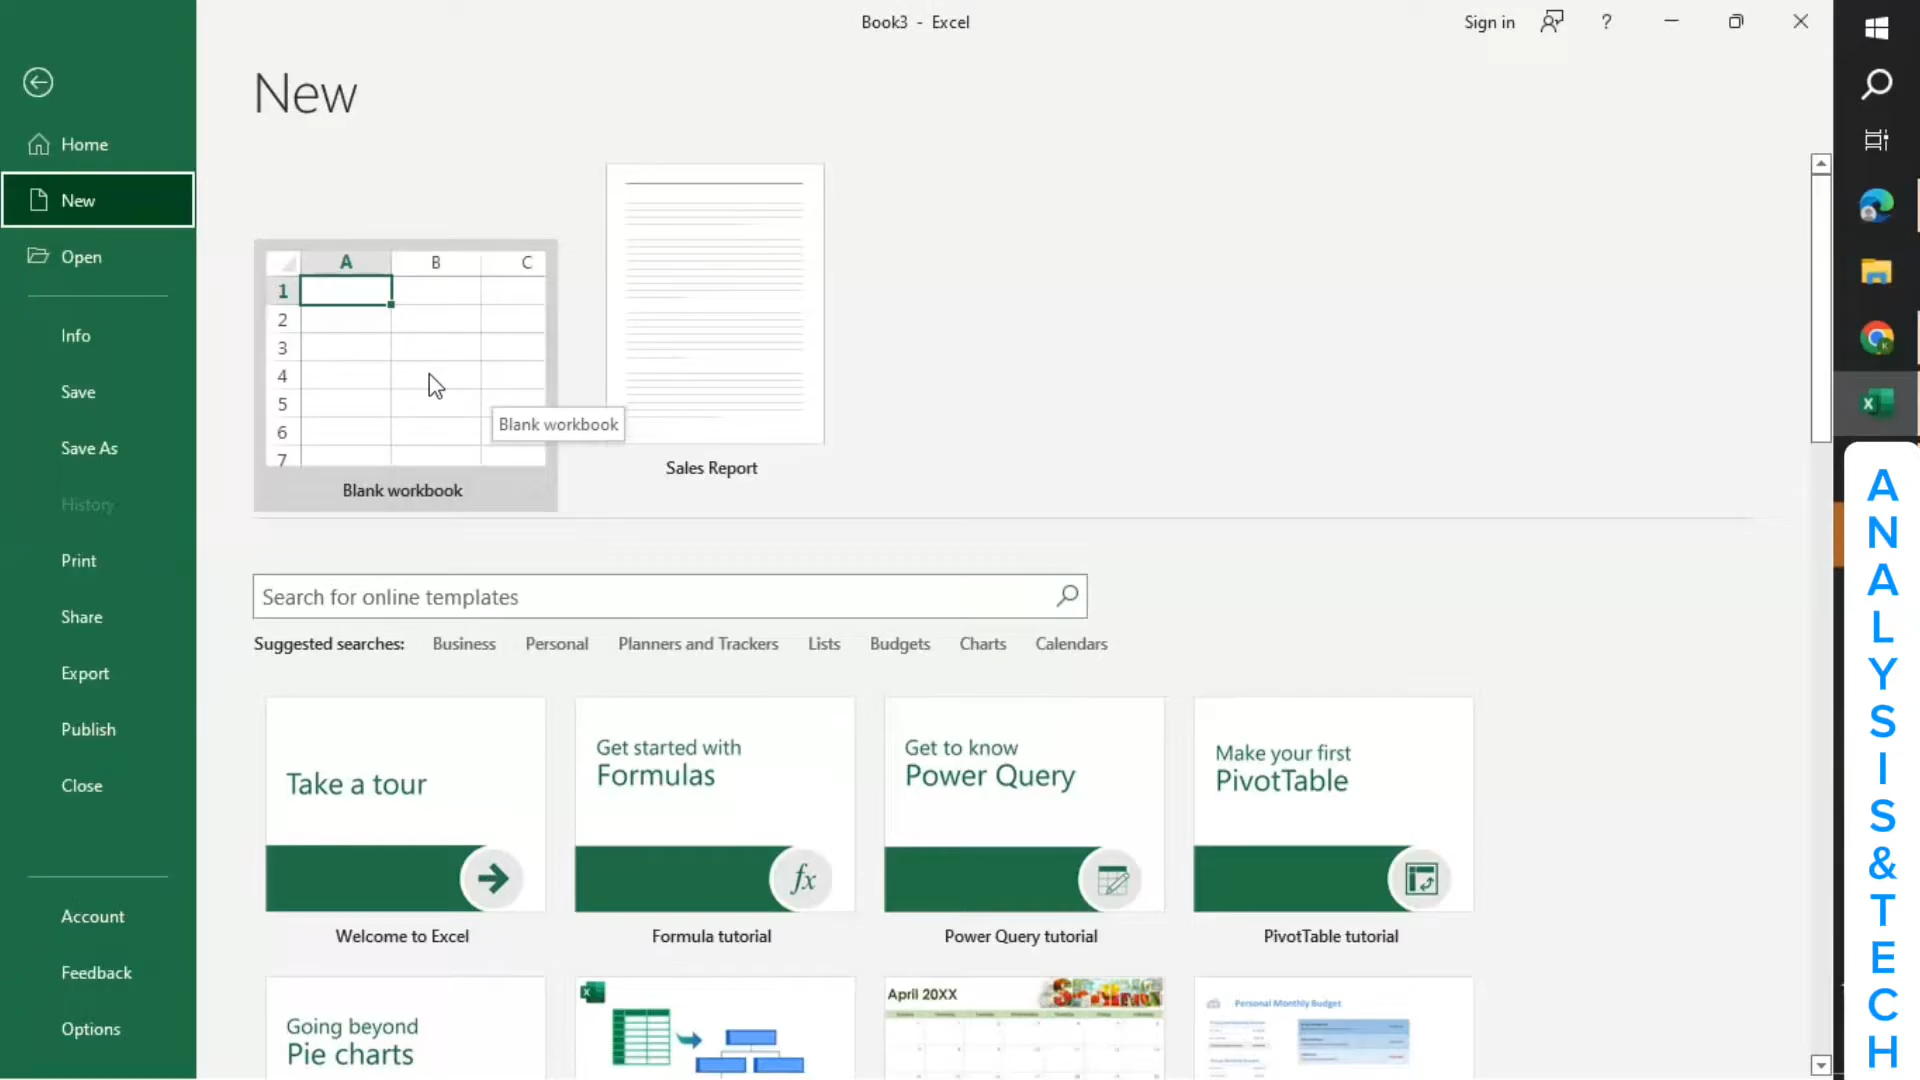 Book3 - Excel
Sign in
?
New
Home
New
Open
Info
Save
Save As
History
Print
Share
Export
Publish
Close
Account
Feedback
Options
A B C
1
2
3
4
5
6
7
Blank workbook
Blank workbook
Sales Report
Search for online templates
Suggested searches: Business Personal Planners and Trackers Lists Budgets Charts Calendars
Take a tour
Welcome to Excel
Get started with
Formulas
fx
Formula tutorial
Get to know
Power Query
Power Query tutorial
Make your first
PivotTable
PivotTable tutorial
Going beyond
Pie charts
X
April 20XX
Personal Monthly Budget
K
X
A
N
A
L
Y
S
I
S
&
T
E
C
H